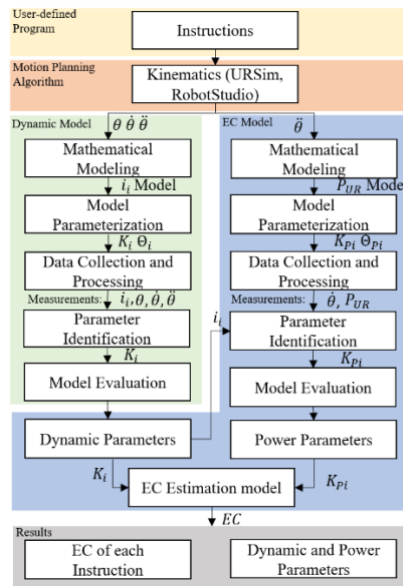 User-defined
Program
Instructions
Motion Planning
Algorithm
Kinematics (URSim,
RobotStudio)
Dynamic Model
θ θ̇ θ̈
Mathematical
Modeling
i_i Model
Model
Parameterization
K_i Θ_i
Data Collection and
Processing
Measurements: i_i, θ, θ̇, θ̈
Parameter
Identification
K_i
Model Evaluation
Dynamic Parameters
K_i
i_i
EC Model
θ̈
Mathematical
Modeling
P_UR Mode
Model
Parameterization
K_Pi Θ_Pi
Data Collection and
Processing
Measurements: θ̇, P_UR
Parameter
Identification
K_Pi
Model Evaluation
Power Parameters
K_Pi
EC Estimation model
EC
Results
EC of each
Instruction
Dynamic and Power
Parameters